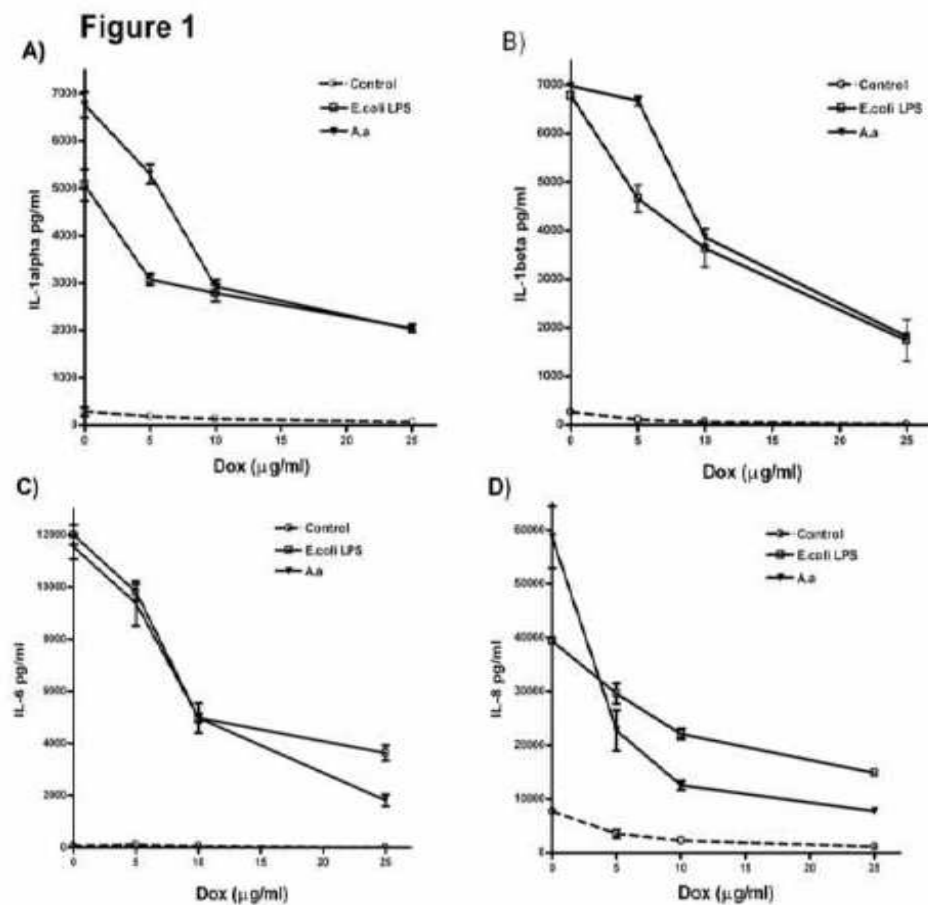 Figure 1
A)
Control
E.coli LPS
A.a
7000
6000
5000
4000
3000
2000
1000
0
IL-1alpha pg/ml
0 5 10 15 20 25
Dox (μg/ml)
B)
Control
E.coli LPS
A.a
7000
6000
5000
4000
3000
2000
1000
0
IL-1beta pg/ml
0 5 10 15 20 25
Dox (μg/ml)
C)
Control
E.coli LPS
A.a
12000
10000
8000
6000
4000
2000
0
IL-6 pg/ml
0 5 10 15 20 25
Dox (μg/ml)
D)
Control
E.coli LPS
A.a
60000
50000
40000
30000
20000
10000
0
IL-8 pg/ml
0 5 10 15 20 25
Dox (μg/ml)